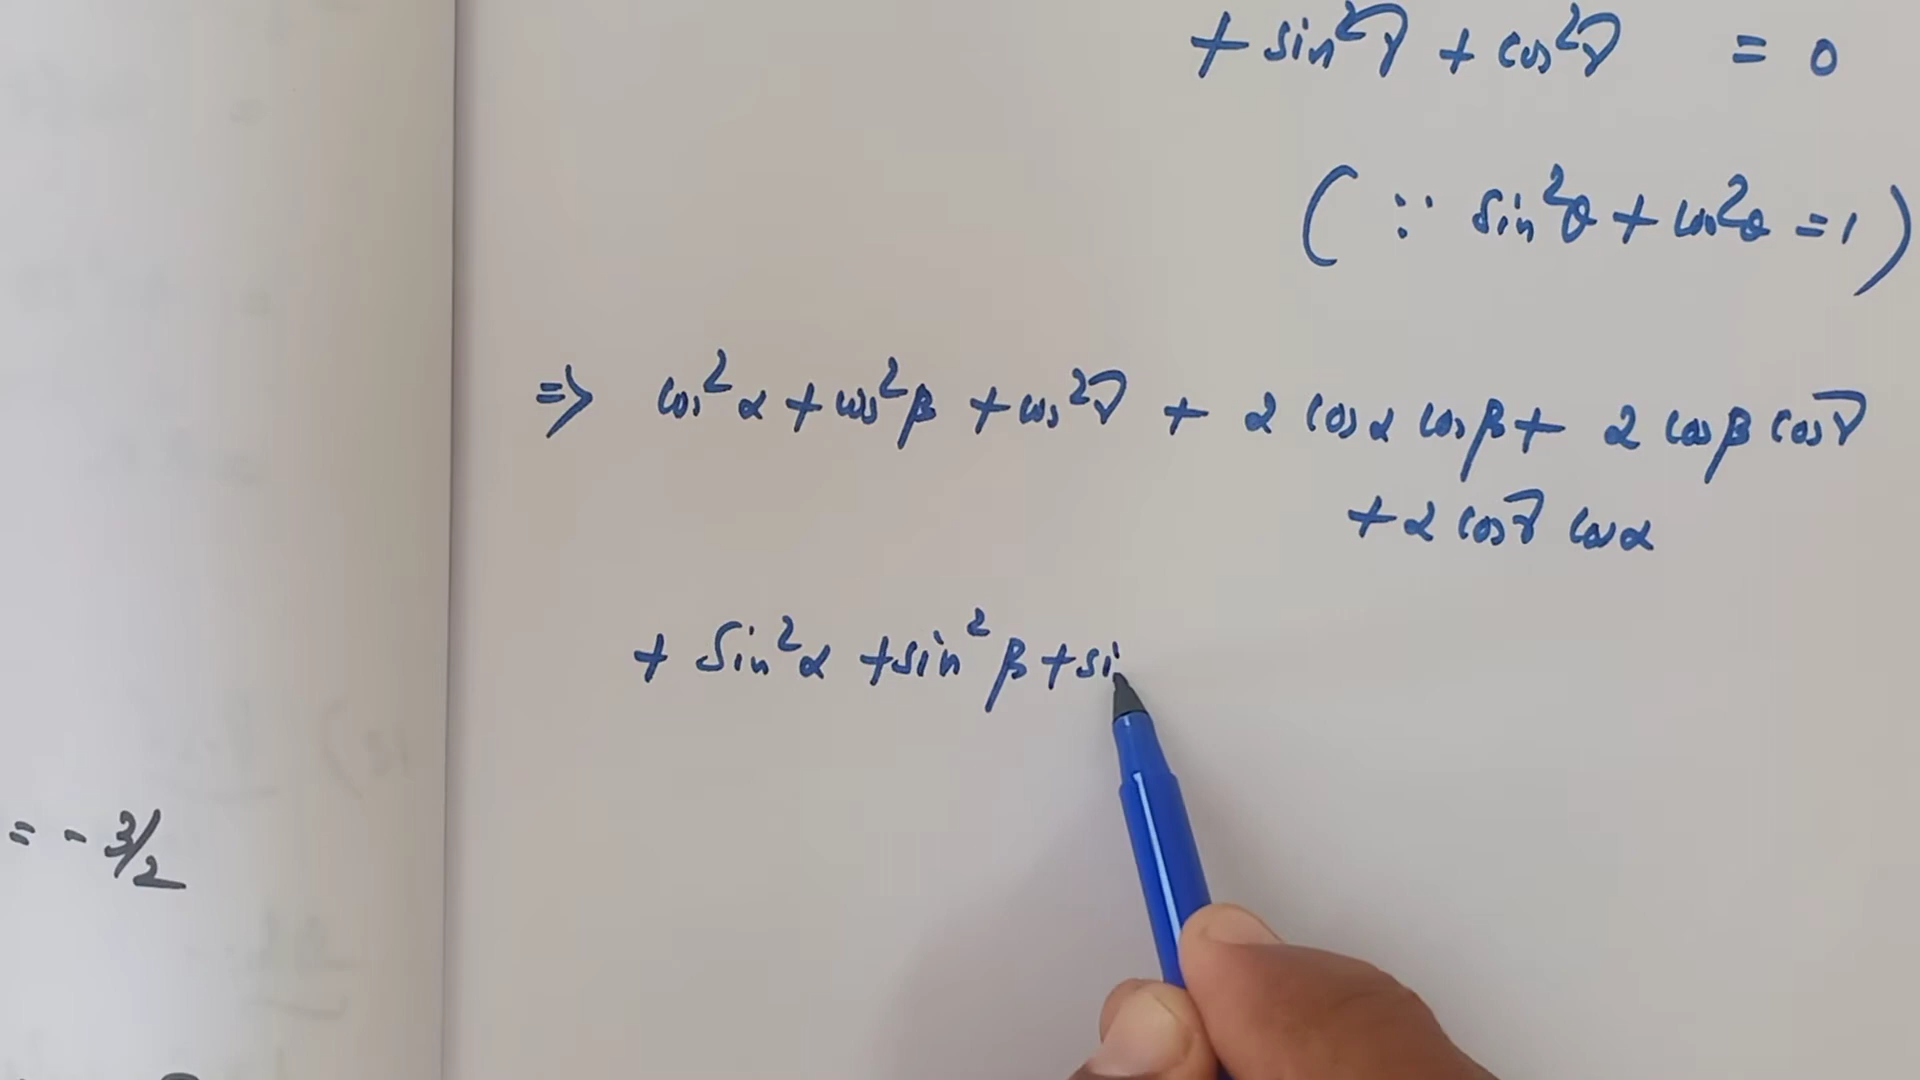 + sin²γ + cos²γ = 0
(∵ sin²θ + cos²θ = 1)
⇒ cos²α + cos²β + cos²γ + 2 cosα cosβ + 2 cosβ cosγ
+ 2 cosγ cosα
+ Sin²α + sin²β + si
= - 3/2